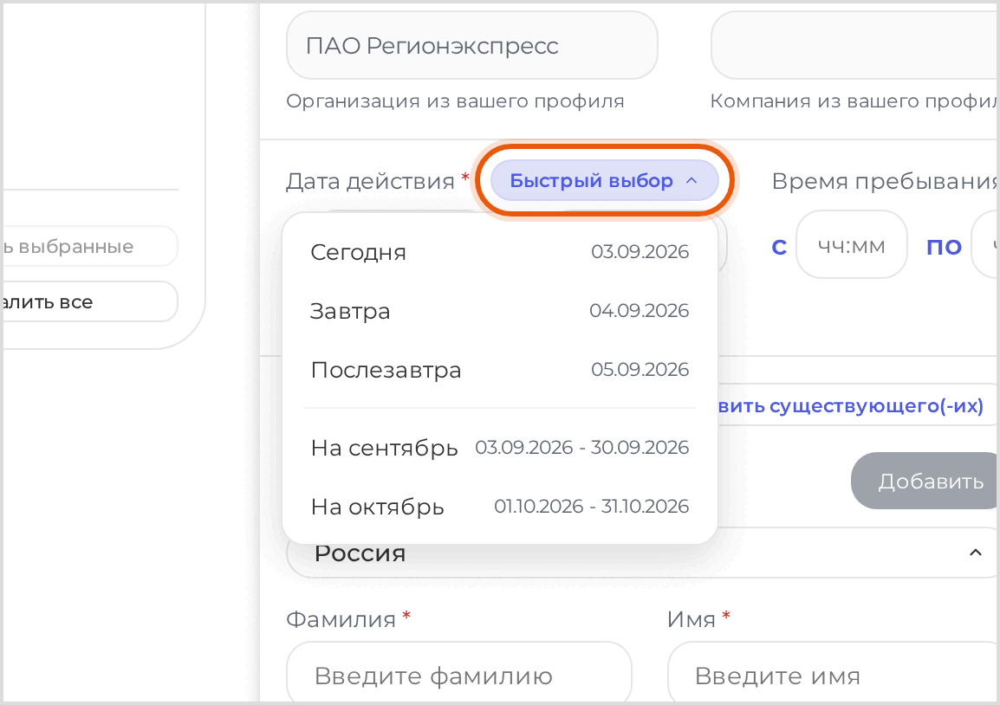 ПАО Регионэкспресс
Организация из вашего профиля
Компания из вашего
Дата действия * Быстрый выбор
Время пребывания
Сегодня 03.09.2026
с чч:мм по
выбранные
Завтра 04.09.2026
все
Послезавтра 05.09.2026
существующего(-их)
На сентябрь 03.09.2026 - 30.09.2026
Добавить
На октябрь 01.10.2026 - 31.10.2026
Россия
Фамилия *
Имя *
Введите фамилию
Введите имя